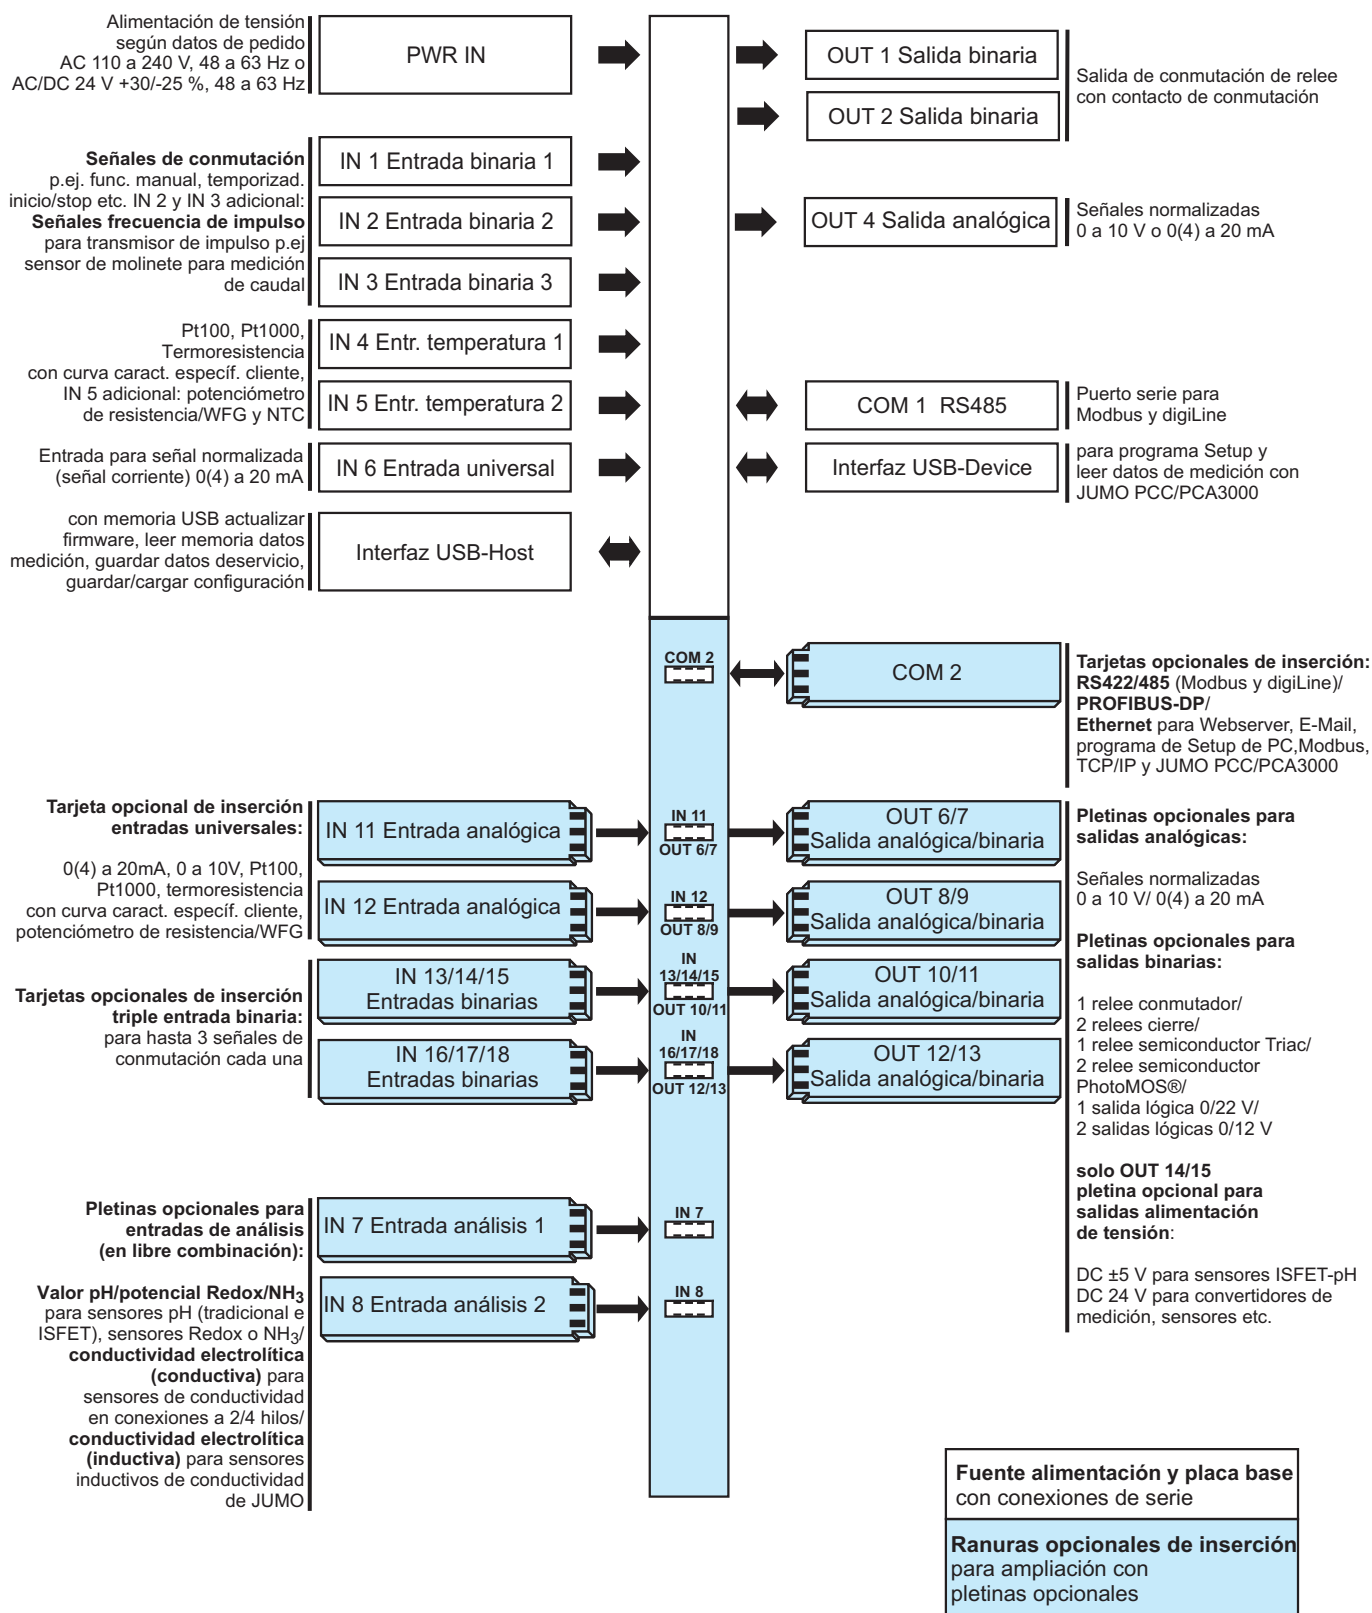 Alimentación de tensión
según datos de pedido
AC 110 a 240 V, 48 a 63 Hz o
AC/DC 24 V +30/-25 %, 48 a 63 Hz
PWR IN
OUT 1 Salida binaria
OUT 2 Salida binaria
Salida de conmutación de relee
con contacto de conmutación
Señales de conmutación
p.ej. func. manual, temporizad.
inicio/stop etc. IN 2 y IN 3 adicional:
Señales frecuencia de impulso
para transmisor de impulso p.ej
sensor de molinete para medición
de caudal
IN 1 Entrada binaria 1
IN 2 Entrada binaria 2
IN 3 Entrada binaria 3
OUT 4 Salida analógica
Señales normalizadas
0 a 10 V o 0(4) a 20 mA
Pt100, Pt1000,
Termoresistencia
con curva caract. específ. cliente,
IN 5 adicional: potenciómetro
de resistencia/WFG y NTC
IN 4 Entr. temperatura 1
IN 5 Entr. temperatura 2
COM 1 RS485
Puerto serie para
Modbus y digiLine
Entrada para señal normalizada
(señal corriente) 0(4) a 20 mA
IN 6 Entrada universal
Interfaz USB-Device
para programa Setup y
leer datos de medición con
JUMO PCC/PCA3000
con memoria USB actualizar
firmware, leer memoria datos
medición, guardar datos deservicio,
guardar/cargar configuración
Interfaz USB-Host
COM 2
COM 2
Tarjetas opcionales de inserción:
RS422/485 (Modbus y digiLine)/
PROFIBUS-DP/
Ethernet para Webserver, E-Mail,
programa de Setup de PC,Modbus,
TCP/IP y JUMO PCC/PCA3000
Tarjeta opcional de inserción
entradas universales:
0(4) a 20mA, 0 a 10V, Pt100,
Pt1000, termoresistencia
con curva caract. específ. cliente,
potenciómetro de resistencia/WFG
IN 11 Entrada analógica
IN 11
OUT 6/7
OUT 6/7
Salida analógica/binaria
IN 12 Entrada analógica
IN 12
OUT 8/9
OUT 8/9
Salida analógica/binaria
Tarjetas opcionales de inserción
triple entrada binaria:
para hasta 3 señales de
conmutación cada una
IN 13/14/15
Entradas binarias
IN
13/14/15
OUT 10/11
OUT 10/11
Salida analógica/binaria
IN 16/17/18
Entradas binarias
IN
16/17/18
OUT 12/13
OUT 12/13
Salida analógica/binaria
Pletinas opcionales para
salidas analógicas:
Señales normalizadas
0 a 10 V/ 0(4) a 20 mA
Pletinas opcionales para
salidas binarias:
1 relee conmutador/
2 relees cierre/
1 relee semiconductor Triac/
2 relee semiconductor
PhotoMOS®/
1 salida lógica 0/22 V/
2 salidas lógicas 0/12 V
solo OUT 14/15
pletina opcional para
salidas alimentación
de tensión:
DC ±5 V para sensores ISFET-pH
DC 24 V para convertidores de
medición, sensores etc.
Pletinas opcionales para
entradas de análisis
(en libre combinación):
Valor pH/potencial Redox/NH3
para sensores pH (tradicional e
ISFET), sensores Redox o NH3/
conductividad electrolítica
(conductiva) para
sensores de conductividad
en conexiones a 2/4 hilos/
conductividad electrolítica
(inductiva) para sensores
inductivos de conductividad
de JUMO
IN 7 Entrada análisis 1
IN 7
IN 8 Entrada análisis 2
IN 8
Fuente alimentación y placa base
con conexiones de serie
Ranuras opcionales de inserción
para ampliación con
pletinas opcionales